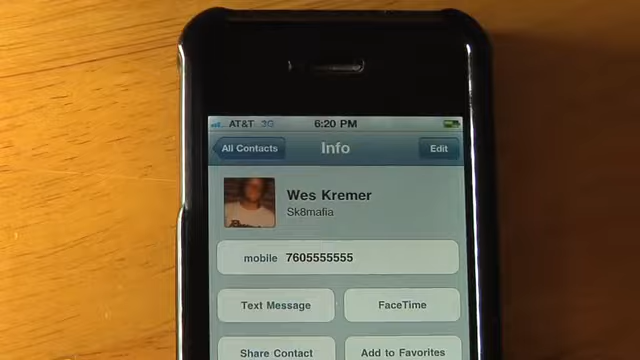 AT&T 3G 6:20 PM
All Contacts Info Edit
Wes Kremer
Sk8mafia
mobile 7605555555
Text Message FaceTime
Share Contact Add to Favorites